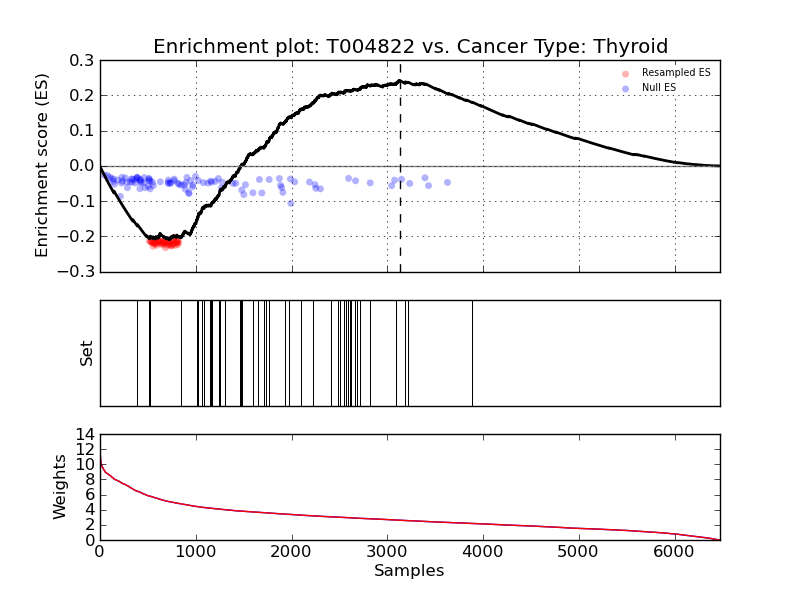 Enrichment plot: T004822 vs. Cancer Type: Thyroid
0.3
0.2
0.1
0.0
−0.1
−0.2
−0.3
Enrichment score (ES)
Resampled ES
Null ES
Set
14
12
10
8
6
4
2
0
Weights
0 1000 2000 3000 4000 5000 6000
Samples